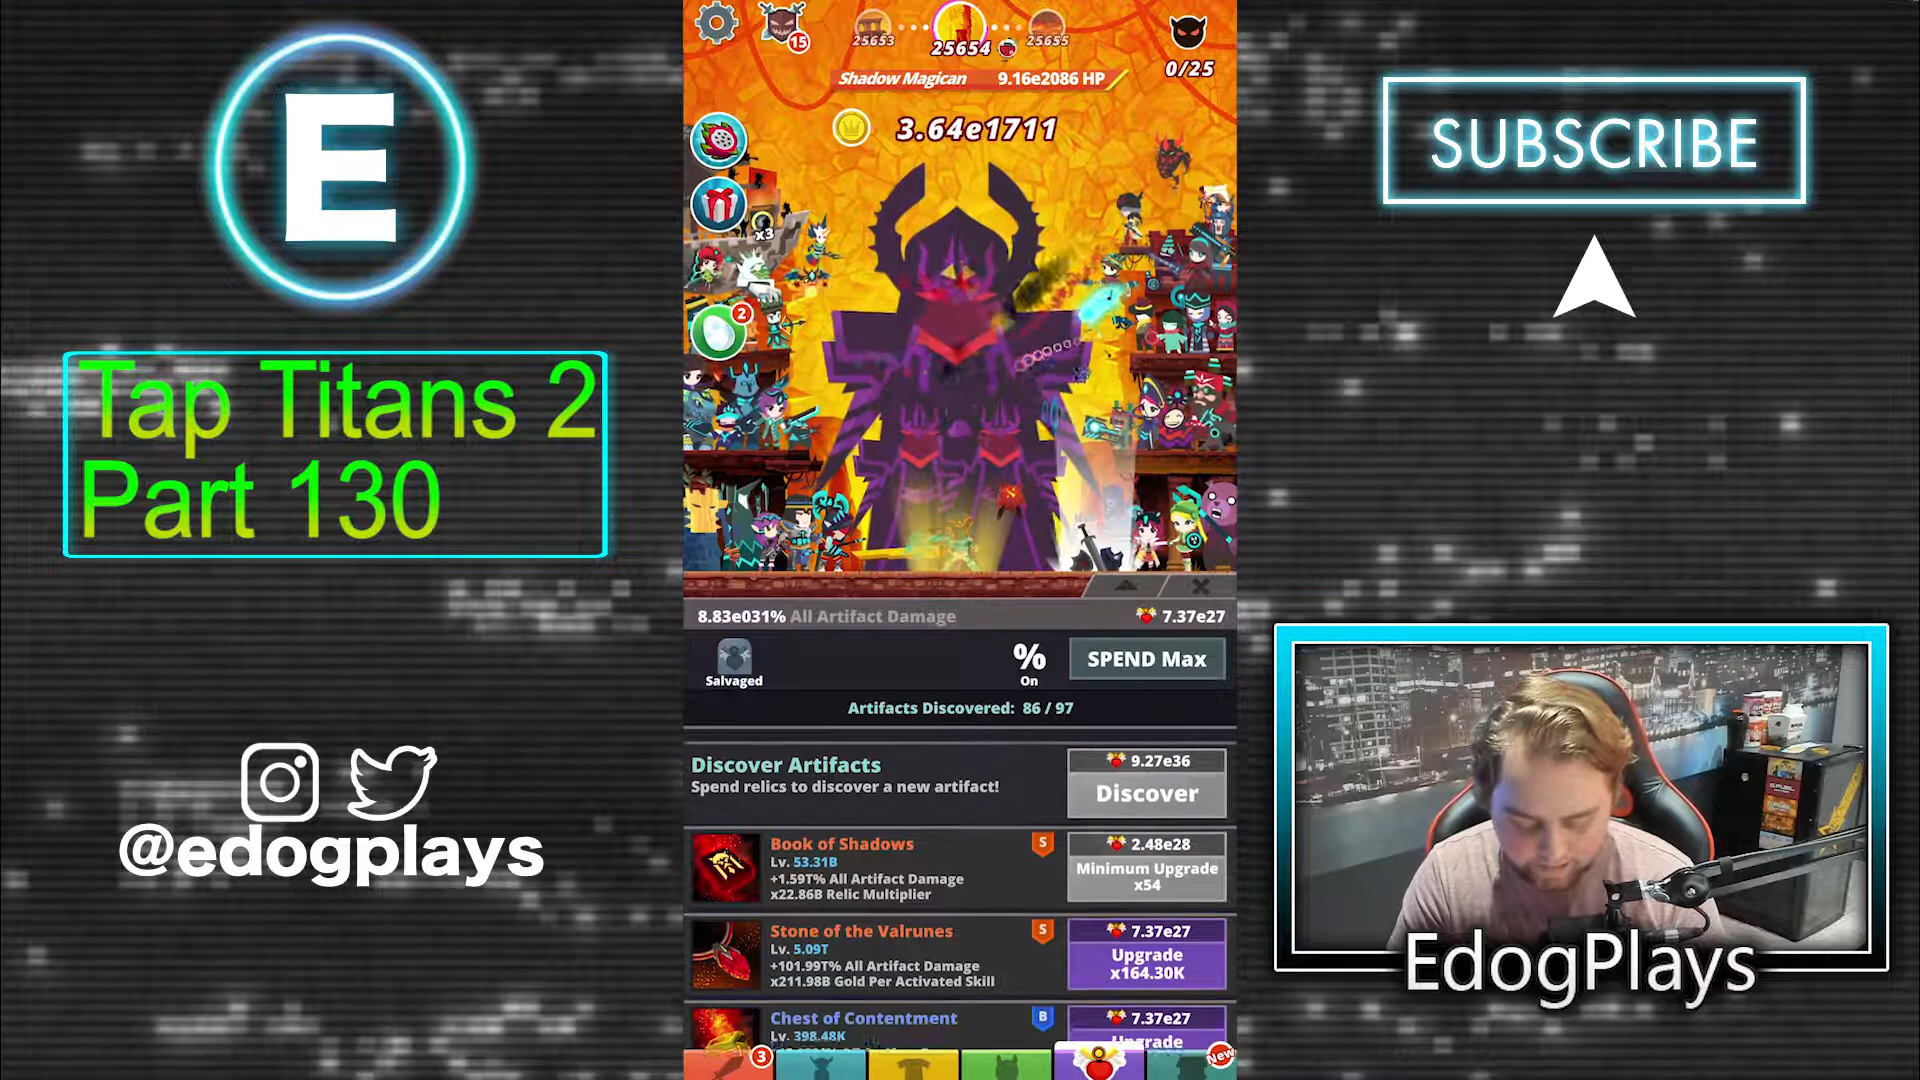 E
Tap Titans 2
Part 130
@edogplays
15
25653
25654
25655
0/25
Shadow Magican 9.16e2086 HP
3.64e1711
x3
2
8.83e031% All Artifact Damage
7.37e27
Salvaged
%
On
SPEND Max
Artifacts Discovered: 86 / 97
Discover Artifacts
Spend relics to discover a new artifact!
9.27e36
Discover
Book of Shadows
Lv. 53.31B
+1.59T% All Artifact Damage
x22.86B Relic Multiplier
S
2.48e28
Minimum Upgrade
x54
Stone of the Valrunes
Lv. 5.09T
+101.99T% All Artifact Damage
x211.98B Gold Per Activated Skill
S
7.37e27
Upgrade
x164.30K
Chest of Contentment
Lv. 398.48K
B
7.37e27
Upgrade
3
New
SUBSCRIBE
EdogPlays